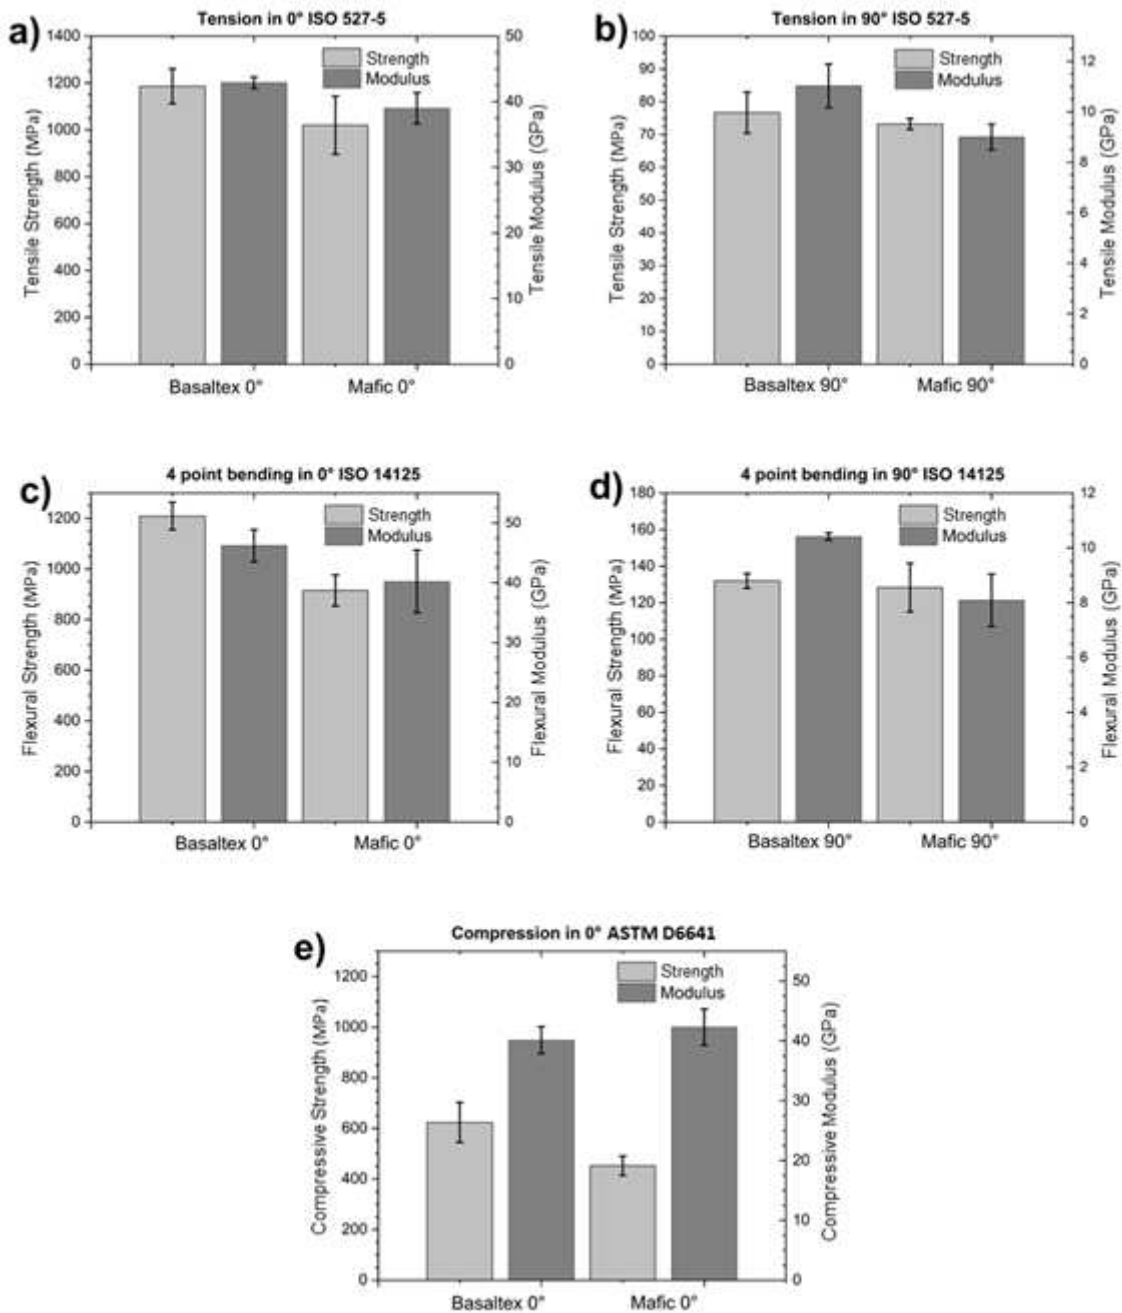 a)
Tension in 0° ISO 527-5
Strength
Modulus
Tensile Strength (MPa)
1400
1200
1000
800
600
400
200
0
Tensile Modulus (GPa)
50
40
30
20
10
0
Basaltex 0° Mafic 0°
b)
Tension in 90° ISO 527-5
Strength
Modulus
Tensile Strength (MPa)
100
90
80
70
60
50
40
30
20
10
0
Tensile Modulus (GPa)
12
10
8
6
4
2
0
Basaltex 90° Mafic 90°
c)
4 point bending in 0° ISO 14125
Strength
Modulus
Flexural Strength (MPa)
1200
1000
800
600
400
200
0
Flexural Modulus (GPa)
50
40
30
20
10
0
Basaltex 0° Mafic 0°
d)
4 point bending in 90° ISO 14125
Strength
Modulus
Flexural Strength (MPa)
180
160
140
120
100
80
60
40
20
0
Flexural Modulus (GPa)
12
10
8
6
4
2
0
Basaltex 90° Mafic 90°
e)
Compression in 0° ASTM D6641
Strength
Modulus
Compressive Strength (MPa)
1200
1000
800
600
400
200
0
Compressive Modulus (GPa)
50
40
30
20
10
0
Basaltex 0° Mafic 0°